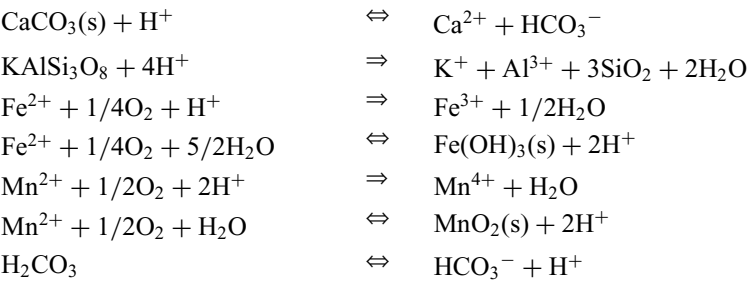 CaCO₃(s) + H⁺ ⇔ Ca²⁺ + HCO₃⁻
KAlSi₃O₈ + 4H⁺ ⇒ K⁺ + Al³⁺ + 3SiO₂ + 2H₂O
Fe²⁺ + 1/4O₂ + H⁺ ⇒ Fe³⁺ + 1/2H₂O
Fe²⁺ + 1/4O₂ + 5/2H₂O ⇔ Fe(OH)₃(s) + 2H⁺
Mn²⁺ + 1/2O₂ + 2H⁺ ⇒ Mn⁴⁺ + H₂O
Mn²⁺ + 1/2O₂ + H₂O ⇔ MnO₂(s) + 2H⁺
H₂CO₃ ⇔ HCO₃⁻ + H⁺